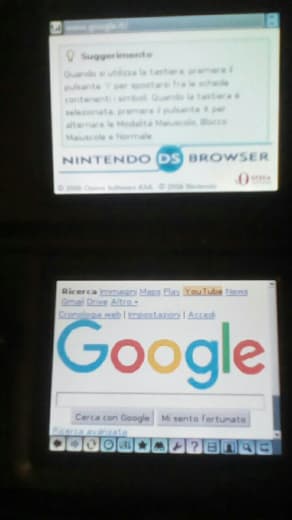 www.google.it/
Suggerimento
Quando si utilizza la tastiera, premere il
pulsante Y per spostarsi fra le schede
contenenti i simboli. Quando la tastiera è
selezionata, premere il pulsante X per
alternare le Modalità Maiuscolo, Blocco
Maiuscole e Normale.
NINTENDO DS BROWSER
© 2006 Opera Software ASA. © 2006 Nintendo
OPERA
Ricerca Immagini Maps Play YouTube News
Gmail Drive Altro »
Cronologia web | Impostazioni | Accedi
Google
Cerca con Google Mi sento fortunato
Ricerca avanzata